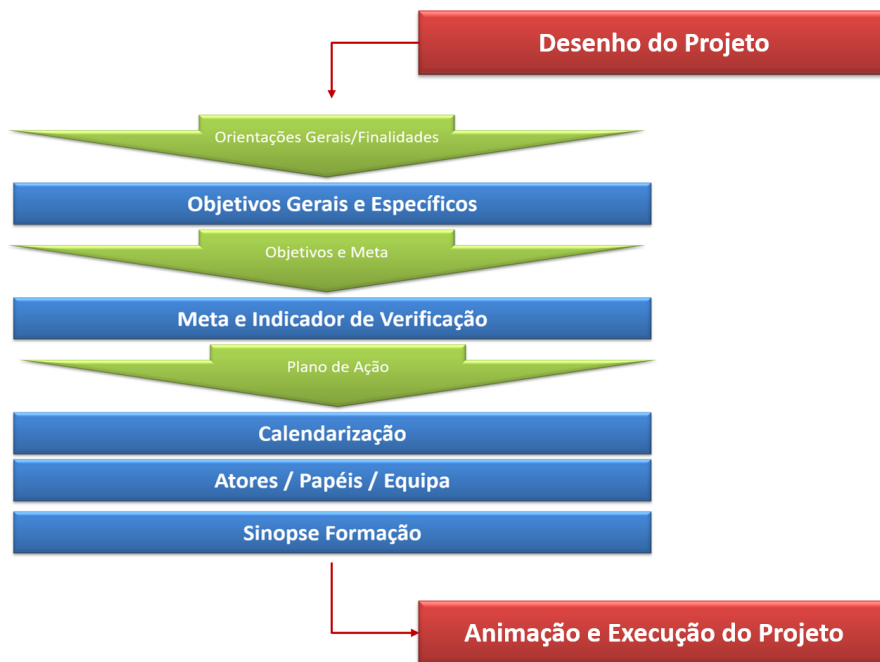 Desenho do Projeto
Orientações Gerais/Finalidades
Objetivos Gerais e Específicos
Objetivos e Meta
Meta e Indicador de Verificação
Plano de Ação
Calendarização
Atores / Papéis / Equipa
Sinopse Formação
Animação e Execução do Projeto